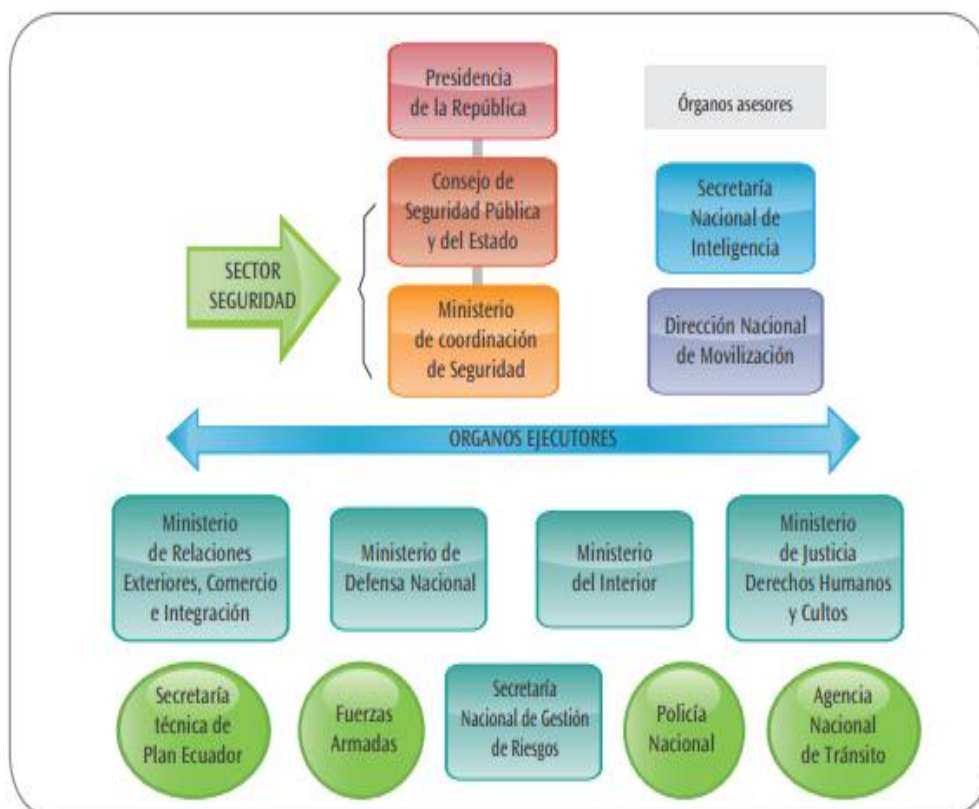 Presidencia
de la República
Órganos asesores
Consejo de
Seguridad Pública
y del Estado
Secretaría
Nacional de
Inteligencia
SECTOR
SEGURIDAD
Ministerio
de coordinación
de Seguridad
Dirección Nacional
de Movilización
ORGANOS EJECUTORES
Ministerio
de Relaciones
Exteriores, Comercio
e Integración
Ministerio de
Defensa Nacional
Ministerio
del Interior
Ministerio
de Justicia
Derechos Humanos
y Cultos
Secretaría
técnica de
Plan Ecuador
Fuerzas
Armadas
Secretaría
Nacional de Gestión
de Riesgos
Policía
Nacional
Agencia
Nacional
de Tránsito